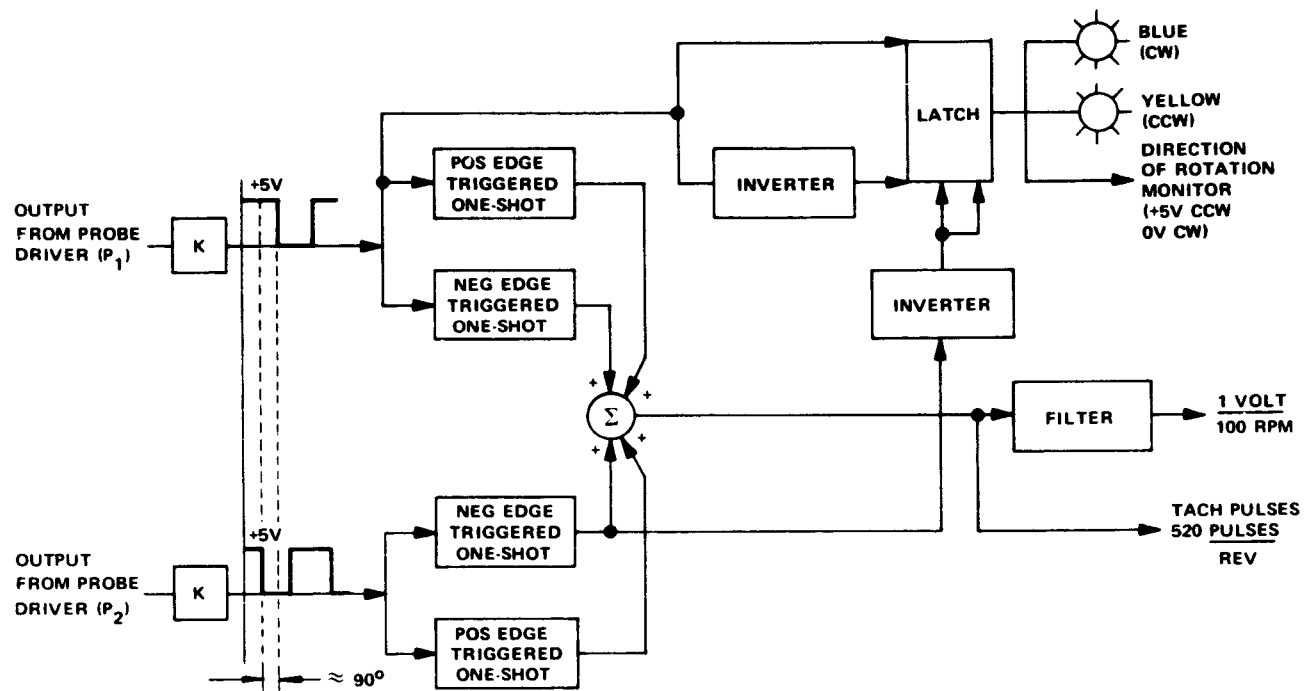 BLUE
(CW)
YELLOW
(CCW)
LATCH
DIRECTION
OF ROTATION
MONITOR
(+5V CCW
0V CW)
POS EDGE
TRIGGERED
ONE-SHOT
INVERTER
+5V
OUTPUT
FROM PROBE
DRIVER (P1)
K
NEG EDGE
TRIGGERED
ONE-SHOT
INVERTER
+
+
Σ
+
+
FILTER
1 VOLT
100 RPM
NEG EDGE
TRIGGERED
ONE-SHOT
TACH PULSES
520 PULSES
REV
+5V
OUTPUT
FROM PROBE
DRIVER (P2)
K
POS EDGE
TRIGGERED
ONE-SHOT
≈ 90°